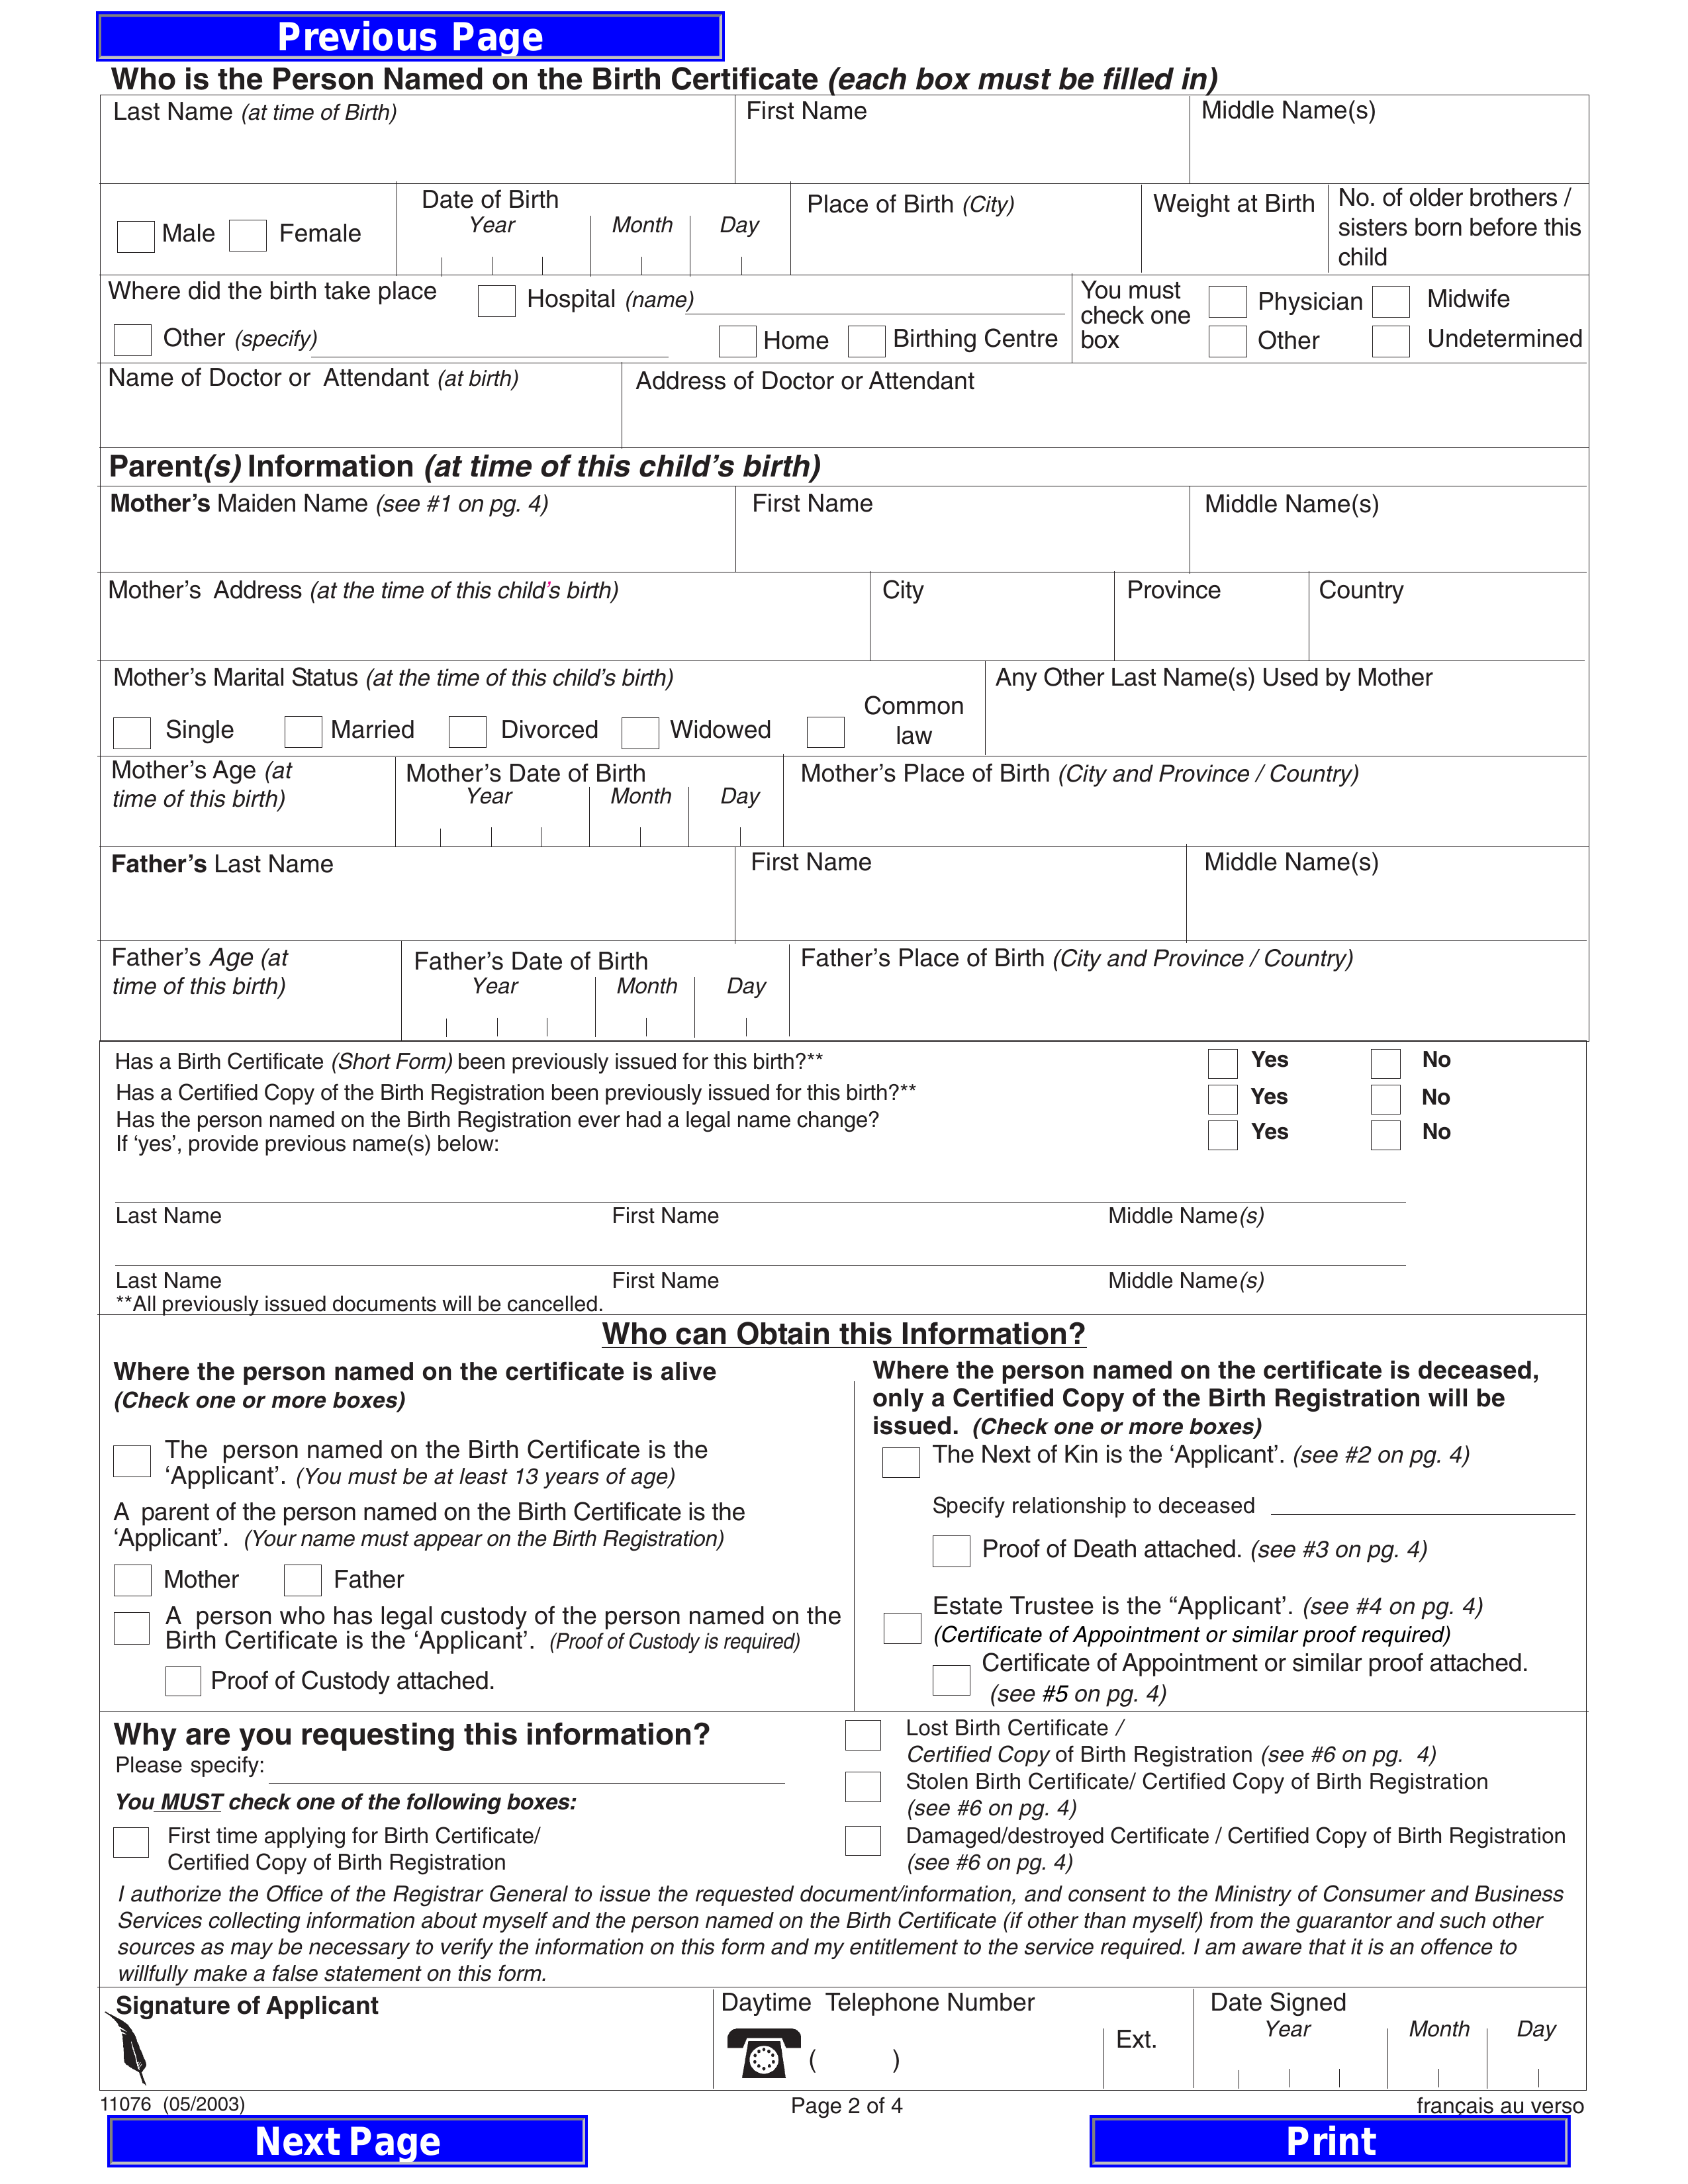 Previous Page
Who is the Person Named on the Birth Certificate (each box must be filled in)
Last Name (at time of Birth)
First Name
Middle Name(s)
Male
Female
Date of Birth
Year
Month
Day
Place of Birth (City)
Weight at Birth
No. of older brothers /
sisters born before this
child
Where did the birth take place
Hospital (name)
Other (specify)
Home
Birthing Centre
You must
check one
box
Physician
Midwife
Other
Undetermined
Name of Doctor or Attendant (at birth)
Address of Doctor or Attendant
Parent(s) Information (at time of this child's birth)
Mother's Maiden Name (see #1 on pg. 4)
First Name
Middle Name(s)
Mother's Address (at the time of this child's birth)
City
Province
Country
Mother's Marital Status (at the time of this child's birth)
Single
Married
Divorced
Widowed
Common
law
Any Other Last Name(s) Used by Mother
Mother's Age (at
time of this birth)
Mother's Date of Birth
Year
Month
Day
Mother's Place of Birth (City and Province / Country)
Father's Last Name
First Name
Middle Name(s)
Father's Age (at
time of this birth)
Father's Date of Birth
Year
Month
Day
Father's Place of Birth (City and Province / Country)
Has a Birth Certificate (Short Form) been previously issued for this birth?**
Yes
No
Has a Certified Copy of the Birth Registration been previously issued for this birth?**
Yes
No
Has the person named on the Birth Registration ever had a legal name change?
Yes
No
If 'yes', provide previous name(s) below:
Last Name
First Name
Middle Name(s)
Last Name
First Name
Middle Name(s)
**All previously issued documents will be cancelled.
Who can Obtain this Information?
Where the person named on the certificate is alive
(Check one or more boxes)
The person named on the Birth Certificate is the
'Applicant'. (You must be at least 13 years of age)
A parent of the person named on the Birth Certificate is the
'Applicant'. (Your name must appear on the Birth Registration)
Mother
Father
A person who has legal custody of the person named on the
Birth Certificate is the 'Applicant'. (Proof of Custody is required)
Proof of Custody attached.
Where the person named on the certificate is deceased,
only a Certified Copy of the Birth Registration will be
issued. (Check one or more boxes)
The Next of Kin is the 'Applicant'. (see #2 on pg. 4)
Specify relationship to deceased
Proof of Death attached. (see #3 on pg. 4)
Estate Trustee is the “Applicant'. (see #4 on pg. 4)
(Certificate of Appointment or similar proof required)
Certificate of Appointment or similar proof attached.
(see #5 on pg. 4)
Why are you requesting this information?
Please specify:
You MUST check one of the following boxes:
First time applying for Birth Certificate/
Certified Copy of Birth Registration
Lost Birth Certificate /
Certified Copy of Birth Registration (see #6 on pg. 4)
Stolen Birth Certificate/ Certified Copy of Birth Registration
(see #6 on pg. 4)
Damaged/destroyed Certificate / Certified Copy of Birth Registration
(see #6 on pg. 4)
I authorize the Office of the Registrar General to issue the requested document/information, and consent to the Ministry of Consumer and Business
Services collecting information about myself and the person named on the Birth Certificate (if other than myself) from the guarantor and such other
sources as may be necessary to verify the information on this form and my entitlement to the service required. I am aware that it is an offence to
willfully make a false statement on this form.
Signature of Applicant
Daytime Telephone Number
( )
Ext.
Date Signed
Year
Month
Day
11076 (05/2003)
Page 2 of 4
français au verso
Next Page
Print